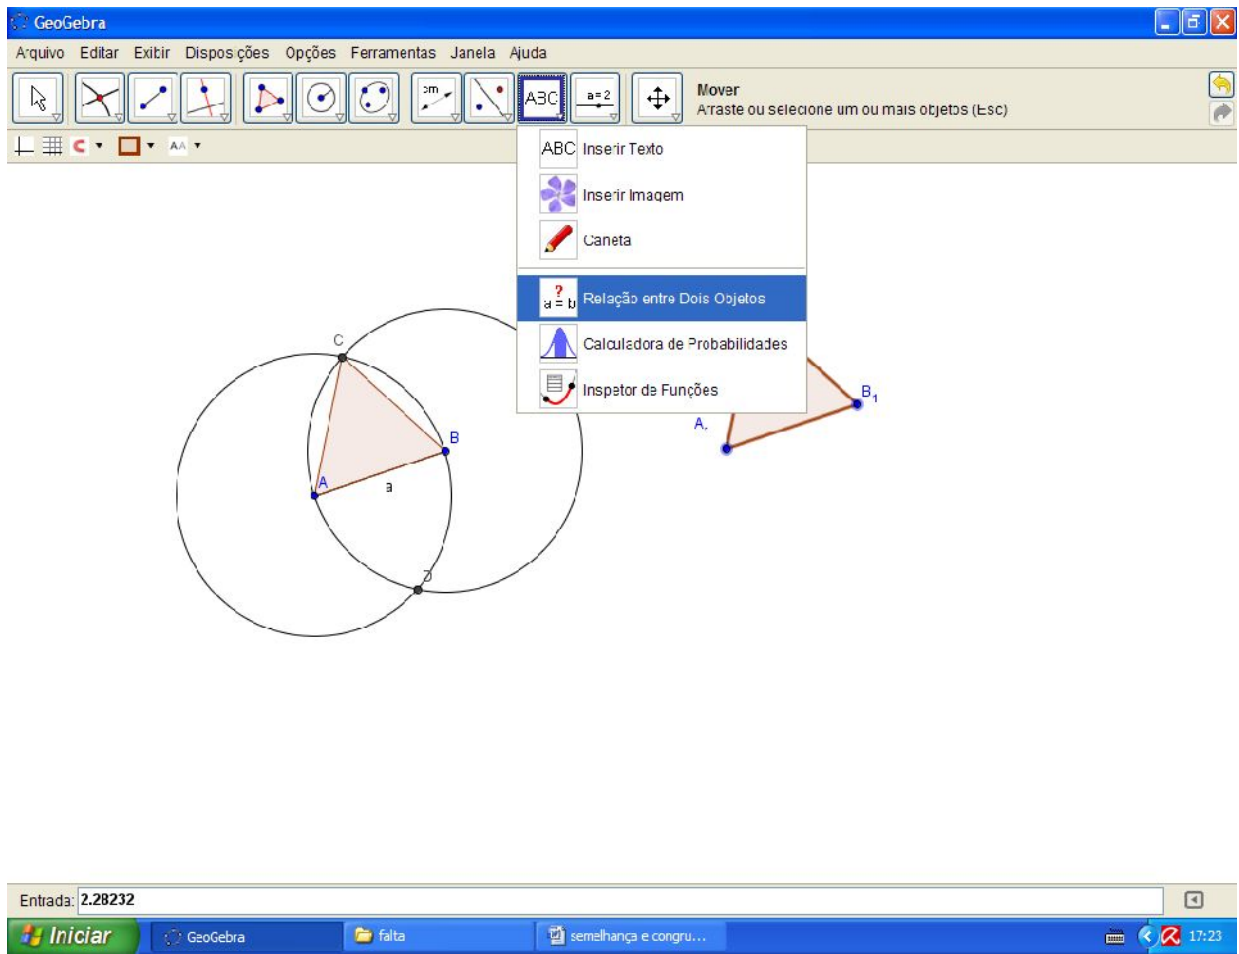 GeoGebra
Arquivo Editar Exibir Disposições Opções Ferramentas Janela Ajuda
ABC a=2
Mover
Arraste ou selecione um ou mais objetos (Esc)
AA
ABC Inserir Texto
Inserir Imagem
Caneta
? a = b Relação entre Dois Objetos
Calculadora de Probabilidades
Inspetor de Funções
C
B₁
A.
B
A
a
D
Entrada: 2.28232
Iniciar GeoGebra falta semelhança e congru... 17:23